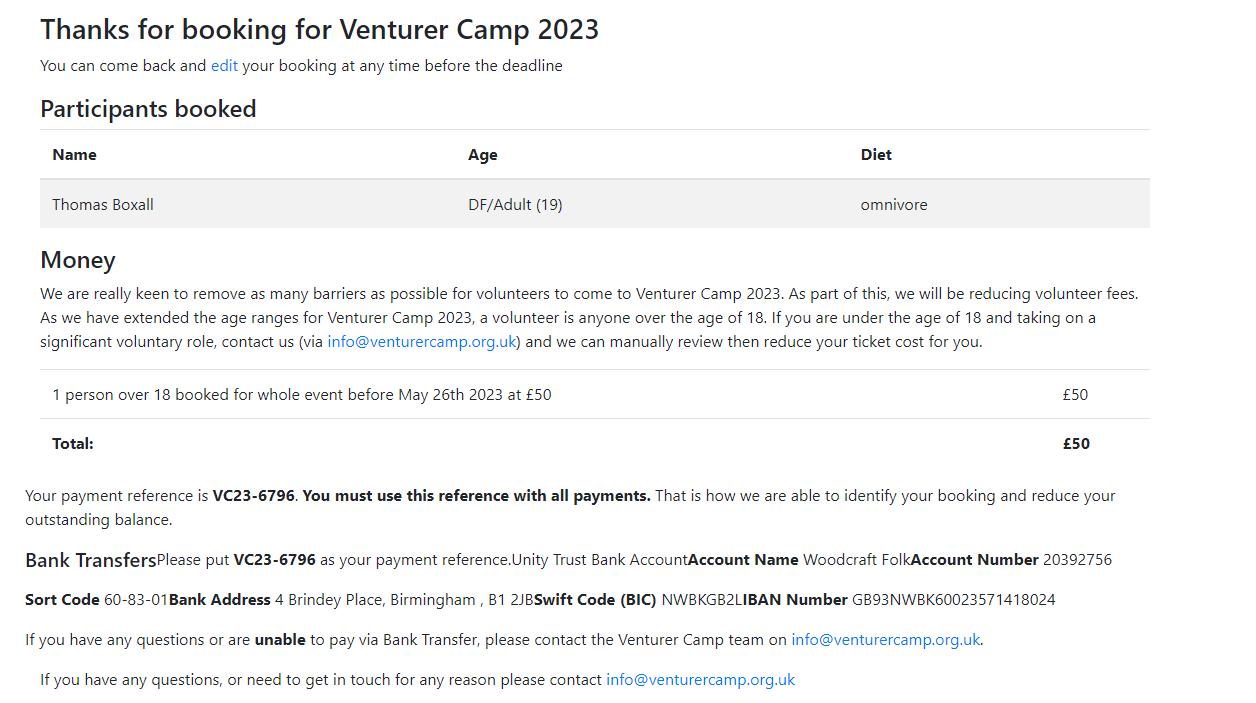 Thanks for booking for Venturer Camp 2023
You can come back and edit your booking at any time before the deadline
Participants booked
Name Age Diet
Thomas Boxall DF/Adult (19) omnivore
Money
We are really keen to remove as many barriers as possible for volunteers to come to Venturer Camp 2023. As part of this, we will be reducing volunteer fees.
As we have extended the age ranges for Venturer Camp 2023, a volunteer is anyone over the age of 18. If you are under the age of 18 and taking on a
significant voluntary role, contact us (via info@venturercamp.org.uk) and we can manually review then reduce your ticket cost for you.
1 person over 18 booked for whole event before May 26th 2023 at £50 £50
Total: £50
Your payment reference is VC23-6796. You must use this reference with all payments. That is how we are able to identify your booking and reduce your
outstanding balance.
Bank TransfersPlease put VC23-6796 as your payment reference.Unity Trust Bank AccountAccount Name Woodcraft FolkAccount Number 20392756
Sort Code 60-83-01Bank Address 4 Brindey Place, Birmingham , B1 2JBSwift Code (BIC) NWBKGB2LIBAN Number GB93NWBK60023571418024
If you have any questions or are unable to pay via Bank Transfer, please contact the Venturer Camp team on info@venturercamp.org.uk.
If you have any questions, or need to get in touch for any reason please contact info@venturercamp.org.uk